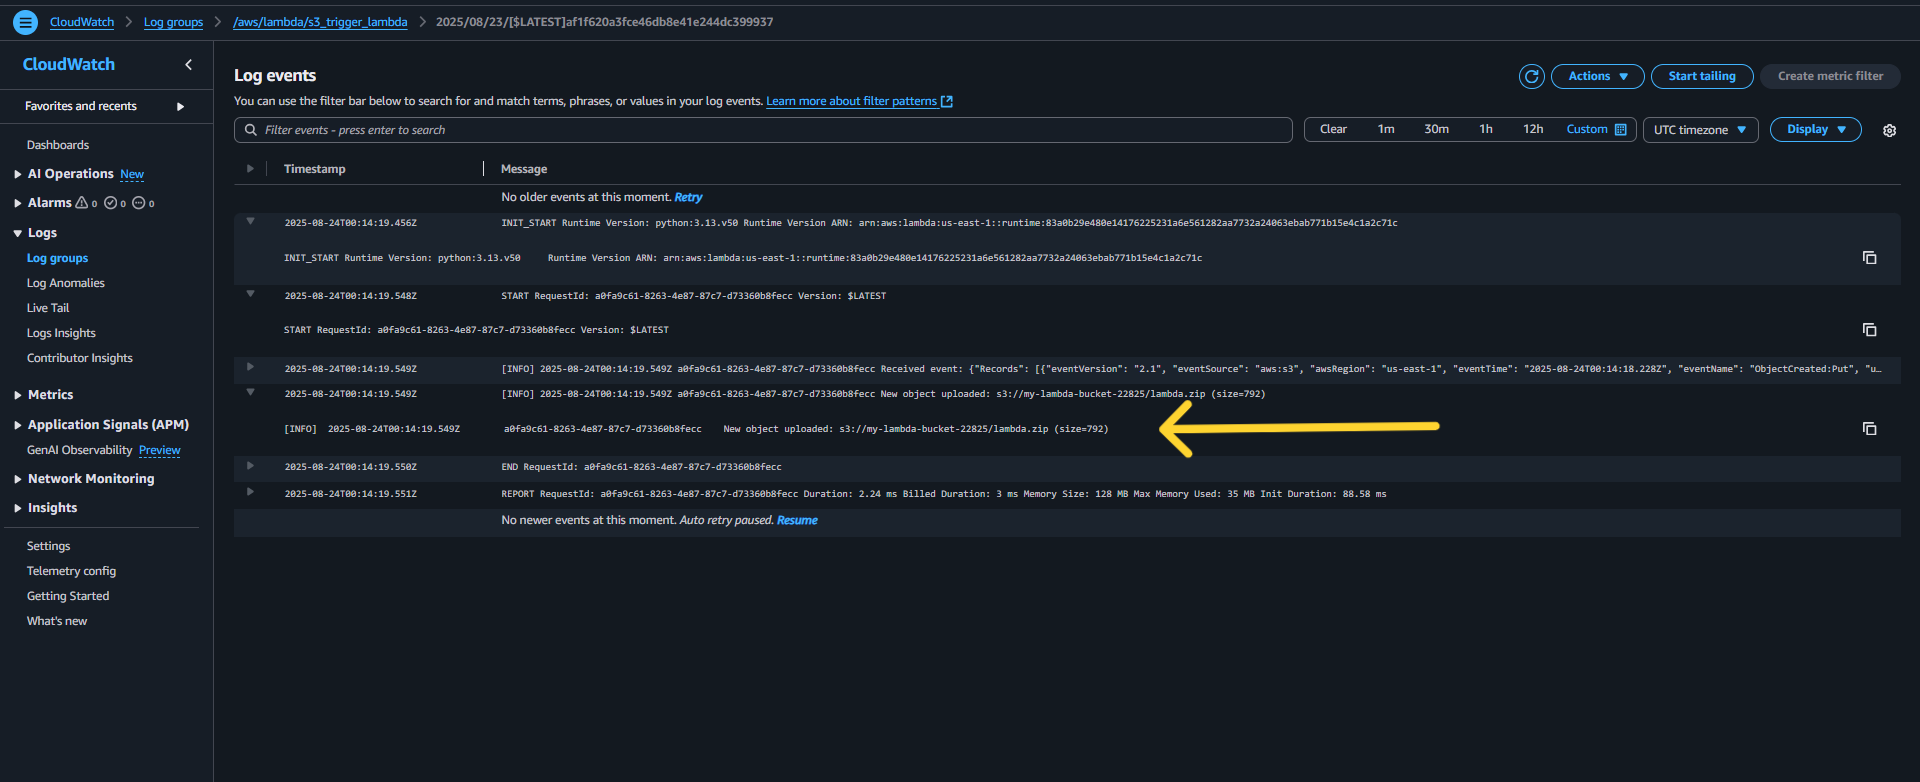 CloudWatch > Log groups > /aws/lambda/s3_trigger_lambda > 2025/08/23/[$LATEST]af1f620a3fce46db8e41e244dc399937
CloudWatch
Favorites and recents
Dashboards
AI Operations New
Alarms 0 0 0
Logs
Log groups
Log Anomalies
Live Tail
Logs Insights
Contributor Insights
Metrics
Application Signals (APM)
GenAI Observability Preview
Network Monitoring
Insights
Settings
Telemetry config
Getting Started
What's new
Log events
Actions Start tailing Create metric filter
You can use the filter bar below to search for and match terms, phrases, or values in your log events. Learn more about filter patterns
Filter events - press enter to search
Clear 1m 30m 1h 12h Custom UTC timezone Display
Timestamp Message
No older events at this moment. Retry
2025-08-24T00:14:19.456Z INIT_START Runtime Version: python:3.13.v50 Runtime Version ARN: arn:aws:lambda:us-east-1::runtime:83a0b29e480e14176225231a6e561282aa7732a24063ebab771b15e4c1a2c71c
INIT_START Runtime Version: python:3.13.v50 Runtime Version ARN: arn:aws:lambda:us-east-1::runtime:83a0b29e480e14176225231a6e561282aa7732a24063ebab771b15e4c1a2c71c
2025-08-24T00:14:19.548Z START RequestId: a0fa9c61-8263-4e87-87c7-d73360b8fecc Version: $LATEST
START RequestId: a0fa9c61-8263-4e87-87c7-d73360b8fecc Version: $LATEST
2025-08-24T00:14:19.549Z [INFO] 2025-08-24T00:14:19.549Z a0fa9c61-8263-4e87-87c7-d73360b8fecc Received event: {"Records": [{"eventVersion": "2.1", "eventSource": "aws:s3", "awsRegion": "us-east-1", "eventTime": "2025-08-24T00:14:18.228Z", "eventName": "ObjectCreated:Put", "u…
2025-08-24T00:14:19.549Z [INFO] 2025-08-24T00:14:19.549Z a0fa9c61-8263-4e87-87c7-d73360b8fecc New object uploaded: s3://my-lambda-bucket-22825/lambda.zip (size=792)
[INFO] 2025-08-24T00:14:19.549Z a0fa9c61-8263-4e87-87c7-d73360b8fecc New object uploaded: s3://my-lambda-bucket-22825/lambda.zip (size=792)
2025-08-24T00:14:19.550Z END RequestId: a0fa9c61-8263-4e87-87c7-d73360b8fecc
2025-08-24T00:14:19.551Z REPORT RequestId: a0fa9c61-8263-4e87-87c7-d73360b8fecc Duration: 2.24 ms Billed Duration: 3 ms Memory Size: 128 MB Max Memory Used: 35 MB Init Duration: 88.58 ms
No newer events at this moment. Auto retry paused. Resume